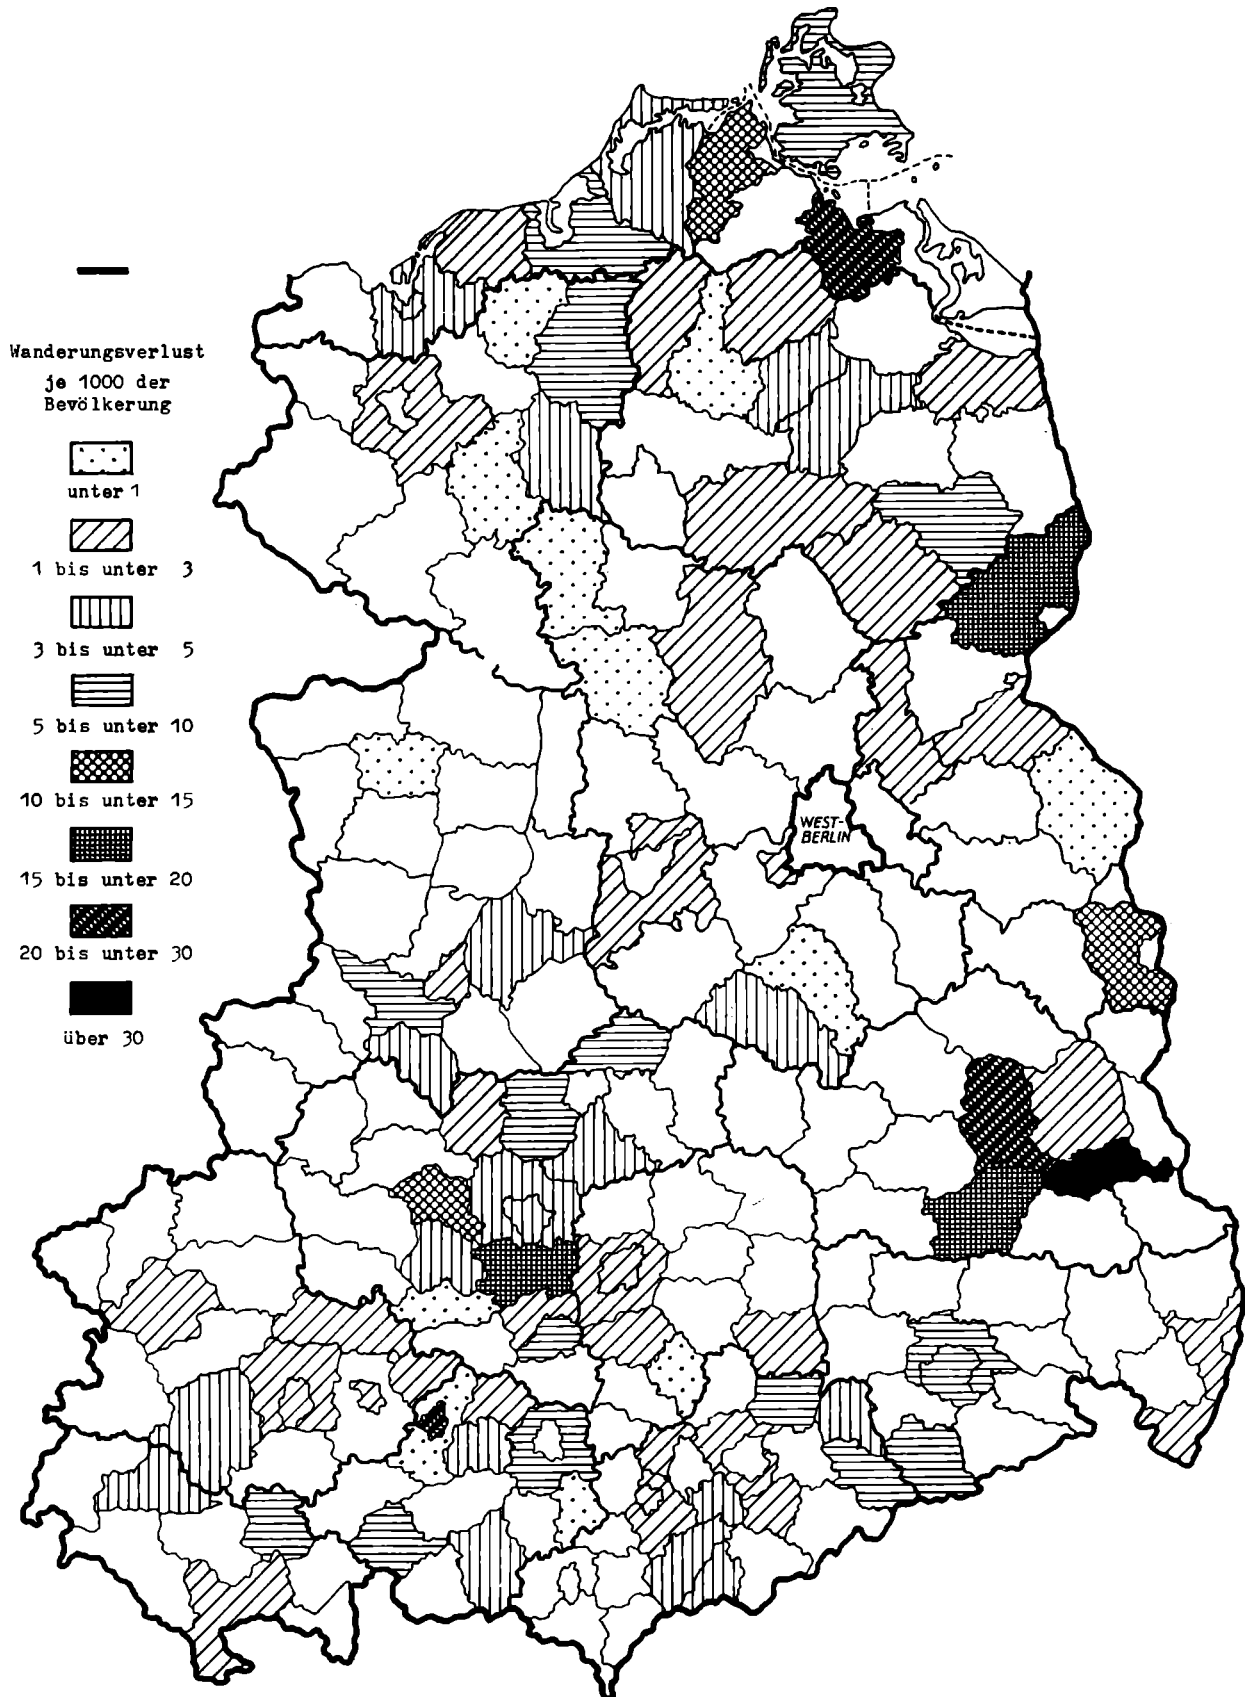 Wanderungsverlust
je 1000 der
Bevölkerung
unter 1
1 bis unter 3
3 bis unter 5
5 bis unter 10
10 bis unter 15
15 bis unter 20
20 bis unter 30
über 30
WEST-
BERLIN